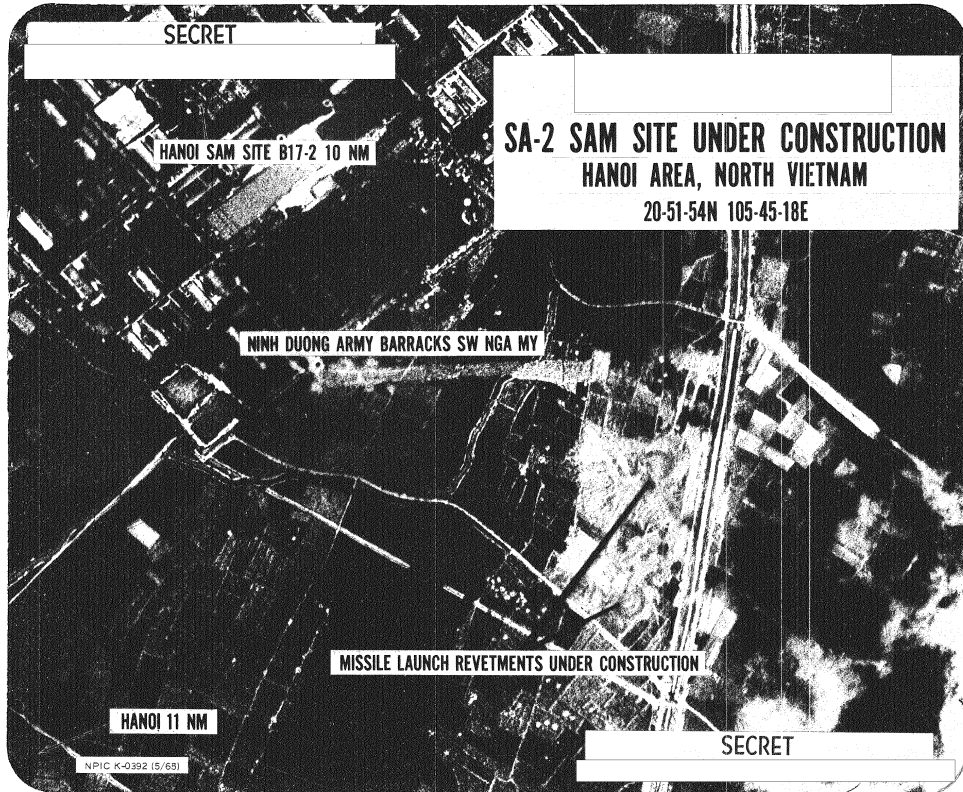 SECRET
SA-2 SAM SITE UNDER CONSTRUCTION
HANOI AREA, NORTH VIETNAM
20-51-54N 105-45-18E
HANOI SAM SITE B17-2 10 NM
NINH DUONG ARMY BARRACKS SW NGA MY
MISSILE LAUNCH REVETMENTS UNDER CONSTRUCTION
HANOI 11 NM
NPIC K-0392 (5/65)
SECRET